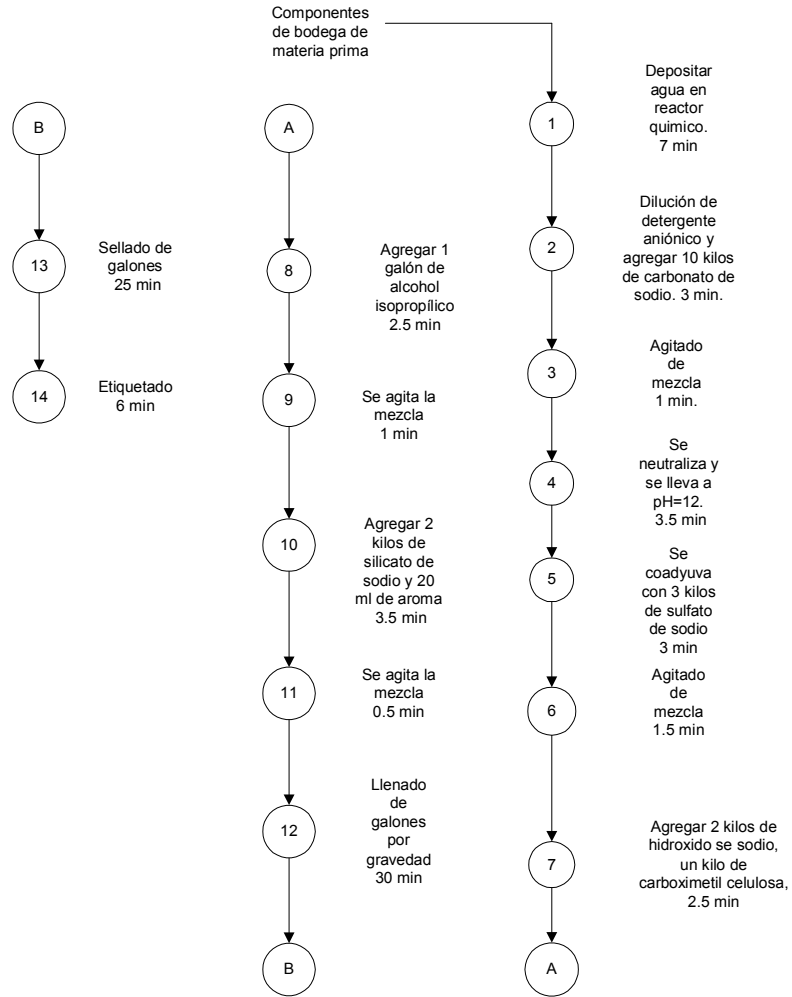 Componentes
de bodega de
materia prima
1
Depositar
agua en
reactor
quimico.
7 min
2
Dilución de
detergente
aniónico y
agregar 10 kilos
de carbonato de
sodio. 3 min.
3
Agitado
de
mezcla
1 min.
4
Se
neutraliza y
se lleva a
pH=12.
3.5 min
5
Se
coadyuva
con 3 kilos
de sulfato
de sodio
3 min
6
Agitado
de
mezcla
1.5 min
7
Agregar 2 kilos de
hidroxido se sodio,
un kilo de
carboximetil celulosa,
2.5 min
A
A
8
Agregar 1
galón de
alcohol
isopropílico
2.5 min
9
Se agita la
mezcla
1 min
10
Agregar 2
kilos de
silicato de
sodio y 20
ml de aroma
3.5 min
11
Se agita la
mezcla
0.5 min
12
Llenado
de
galones
por
gravedad
30 min
B
B
13
Sellado de
galones
25 min
14
Etiquetado
6 min